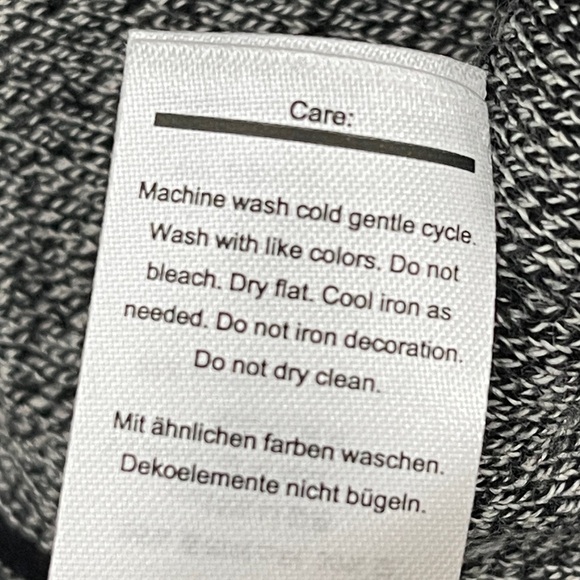 Care:
Machine wash cold gentle cycle.
Wash with like colors. Do not
bleach. Dry flat. Cool iron as
needed. Do not iron decoration.
Do not dry clean.
Mit ähnlichen farben waschen.
Dekoelemente nicht bügeln.